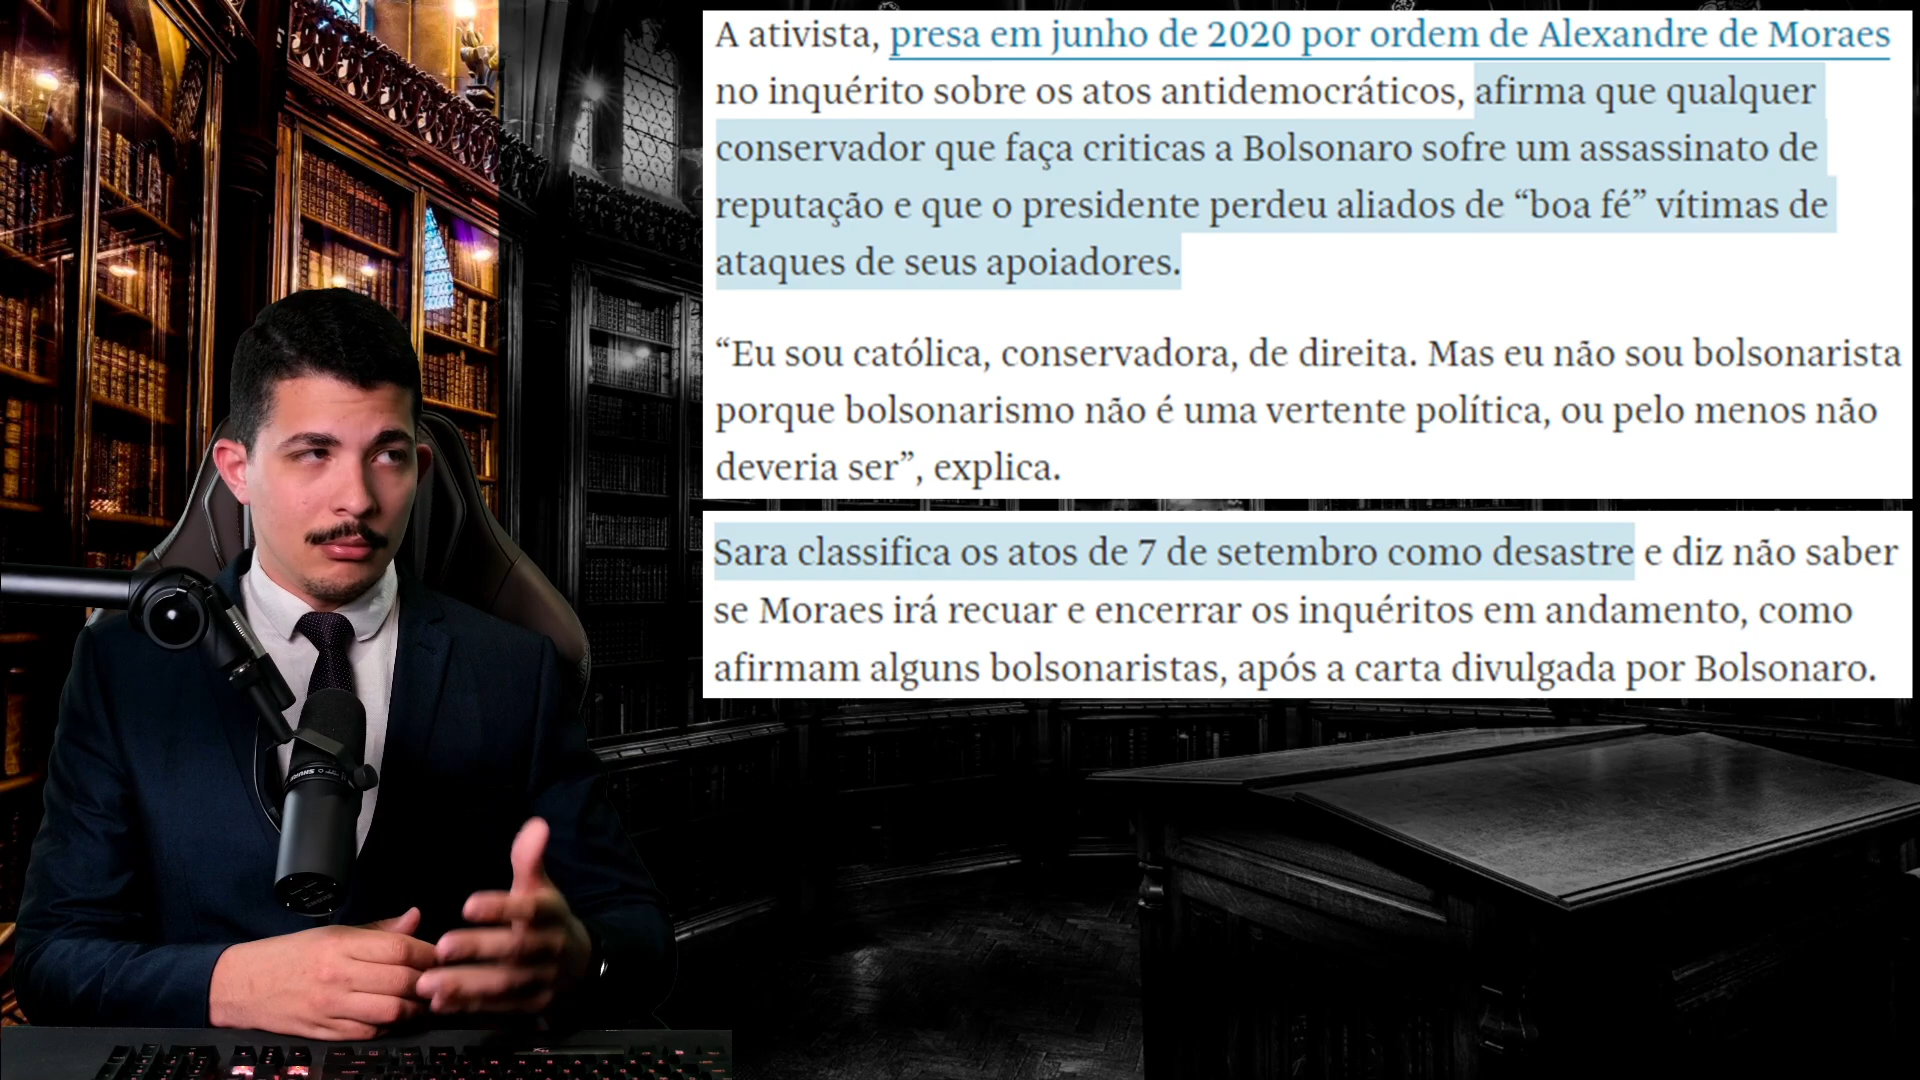 A ativista, presa em junho de 2020 por ordem de Alexandre de Moraes
no inquérito sobre os atos antidemocráticos, afirma que qualquer
conservador que faça criticas a Bolsonaro sofre um assassinato de
reputação e que o presidente perdeu aliados de “boa fé” vítimas de
ataques de seus apoiadores.
“Eu sou católica, conservadora, de direita. Mas eu não sou bolsonarista
porque bolsonarismo não é uma vertente política, ou pelo menos não
deveria ser”, explica.
Sara classifica os atos de 7 de setembro como desastre e diz não saber
se Moraes irá recuar e encerrar os inquéritos em andamento, como
afirmam alguns bolsonaristas, após a carta divulgada por Bolsonaro.
SHURE